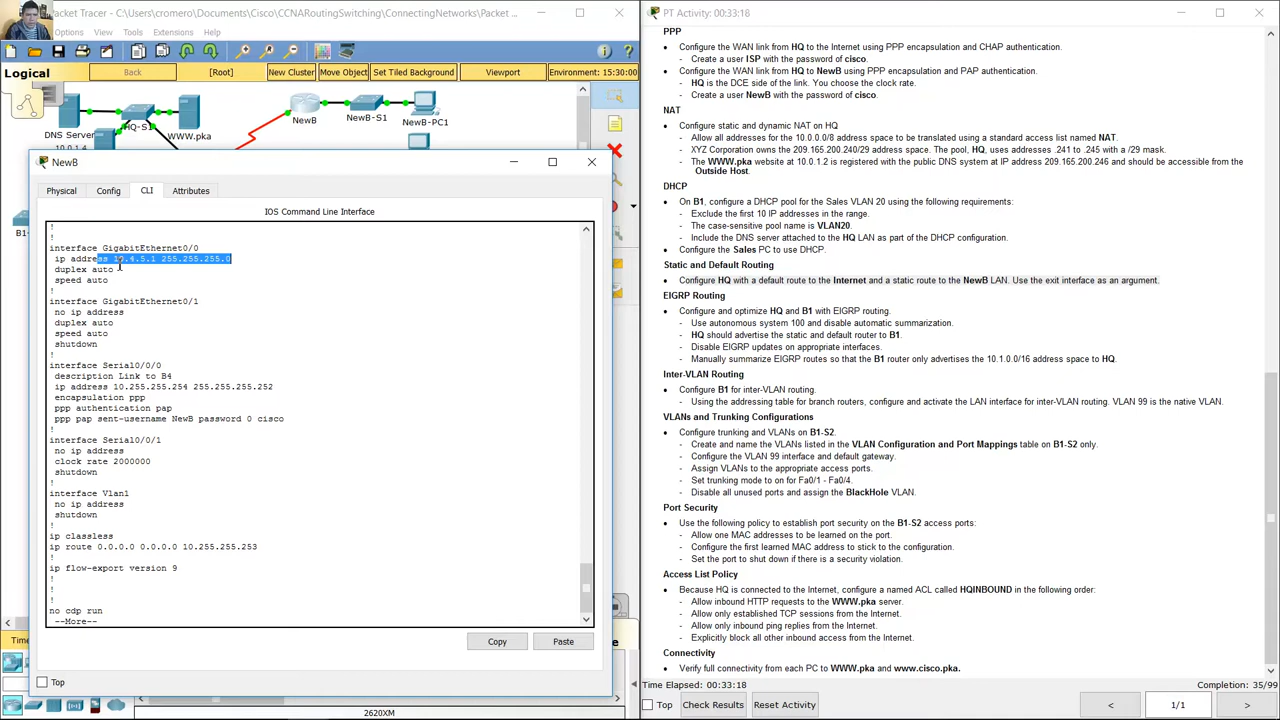 Packet Tracer - C:\Users\cromero\Documents\Cisco\CCNARoutingSwitching\ConnectingNetworks\Packet ...
Options View Tools Extensions Help
Logical Back [Root] New Cluster Move Object Set Tiled Background Viewport Environment: 15:30:00
DNS Server
10.0.1.4
HQ-S1
WWW.pka
NewB
NewB-S1
NewB-PC1
B1-
NewB
Physical Config CLI Attributes
IOS Command Line Interface
!
!
interface GigabitEthernet0/0
ip address 10.4.5.1 255.255.255.0
duplex auto
speed auto
!
interface GigabitEthernet0/1
no ip address
duplex auto
speed auto
shutdown
!
interface Serial0/0/0
description Link to B4
ip address 10.255.255.254 255.255.255.252
encapsulation ppp
ppp authentication pap
ppp pap sent-username NewB password 0 cisco
!
interface Serial0/0/1
no ip address
clock rate 2000000
shutdown
!
interface Vlan1
no ip address
shutdown
!
ip classless
ip route 0.0.0.0 0.0.0.0 10.255.255.253
!
ip flow-export version 9
!
!
!
no cdp run
--More--
Copy Paste
Top
Time
2620XM
PT Activity: 00:33:18
PPP
• Configure the WAN link from HQ to the Internet using PPP encapsulation and CHAP authentication.
- Create a user ISP with the password of cisco.
• Configure the WAN link from HQ to NewB using PPP encapsulation and PAP authentication.
- HQ is the DCE side of the link. You choose the clock rate.
- Create a user NewB with the password of cisco.
NAT
• Configure static and dynamic NAT on HQ
- Allow all addresses for the 10.0.0.0/8 address space to be translated using a standard access list named NAT.
- XYZ Corporation owns the 209.165.200.240/29 address space. The pool, HQ, uses addresses .241 to .245 with a /29 mask.
- The WWW.pka website at 10.0.1.2 is registered with the public DNS system at IP address 209.165.200.246 and should be accessible from the
Outside Host.
DHCP
• On B1, configure a DHCP pool for the Sales VLAN 20 using the following requirements:
- Exclude the first 10 IP addresses in the range.
- The case-sensitive pool name is VLAN20.
- Include the DNS server attached to the HQ LAN as part of the DHCP configuration.
• Configure the Sales PC to use DHCP.
Static and Default Routing
• Configure HQ with a default route to the Internet and a static route to the NewB LAN. Use the exit interface as an argument.
EIGRP Routing
• Configure and optimize HQ and B1 with EIGRP routing.
- Use autonomous system 100 and disable automatic summarization.
- HQ should advertise the static and default router to B1.
- Disable EIGRP updates on appropriate interfaces.
- Manually summarize EIGRP routes so that the B1 router only advertises the 10.1.0.0/16 address space to HQ.
Inter-VLAN Routing
• Configure B1 for inter-VLAN routing.
- Using the addressing table for branch routers, configure and activate the LAN interface for inter-VLAN routing. VLAN 99 is the native VLAN.
VLANs and Trunking Configurations
• Configure trunking and VLANs on B1-S2.
- Create and name the VLANs listed in the VLAN Configuration and Port Mappings table on B1-S2 only.
- Configure the VLAN 99 interface and default gateway.
- Assign VLANs to the appropriate access ports.
- Set trunking mode to on for Fa0/1 - Fa0/4.
- Disable all unused ports and assign the BlackHole VLAN.
Port Security
• Use the following policy to establish port security on the B1-S2 access ports:
- Allow one MAC addresses to be learned on the port.
- Configure the first learned MAC address to stick to the configuration.
- Set the port to shut down if there is a security violation.
Access List Policy
• Because HQ is connected to the Internet, configure a named ACL called HQINBOUND in the following order:
- Allow inbound HTTP requests to the WWW.pka server.
- Allow only established TCP sessions from the Internet.
- Allow only inbound ping replies from the Internet.
- Explicitly block all other inbound access from the Internet.
Connectivity
• Verify full connectivity from each PC to WWW.pka and www.cisco.pka.
Time Elapsed: 00:33:18 Completion: 35/99
Top Check Results Reset Activity < 1/1 >